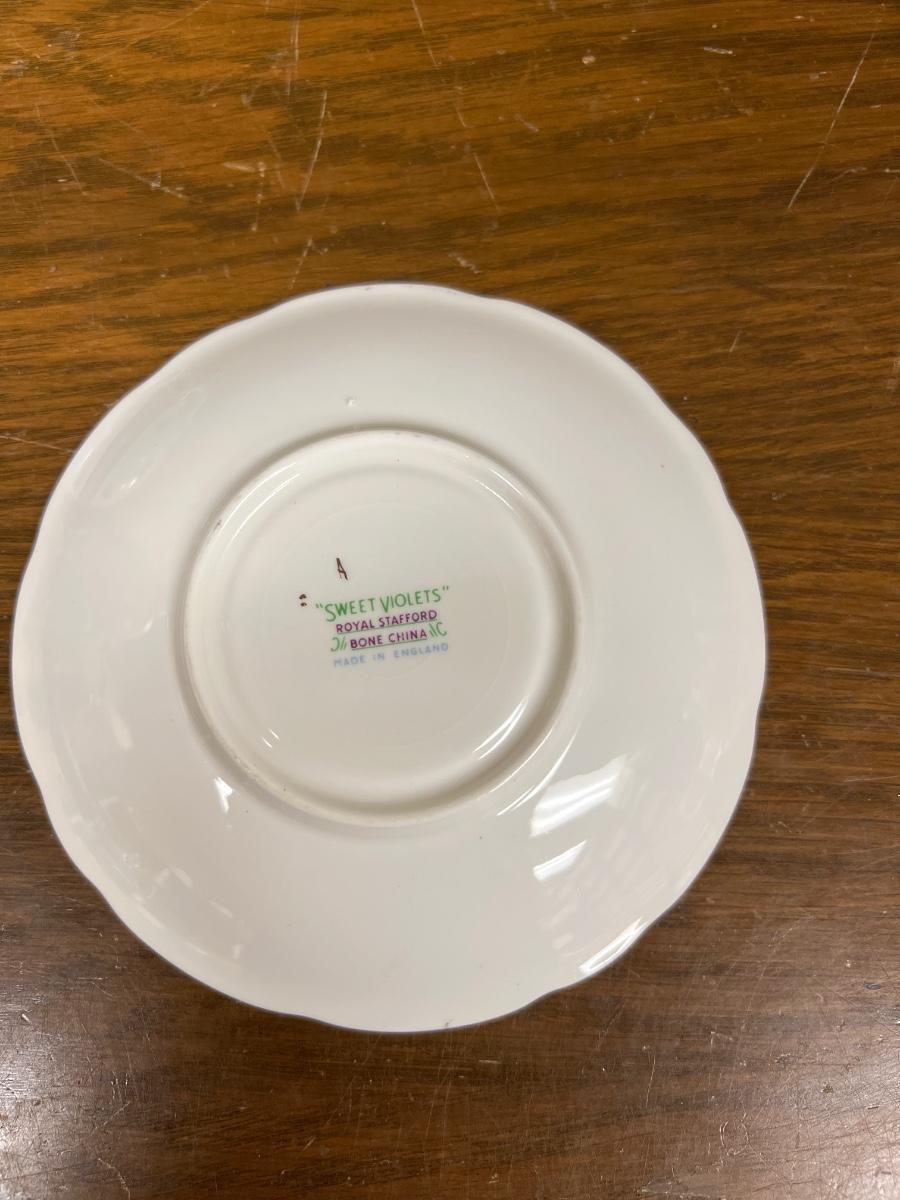 A
"SWEET VIOLETS"
ROYAL STAFFORD
BONE CHINA
MADE IN ENGLAND